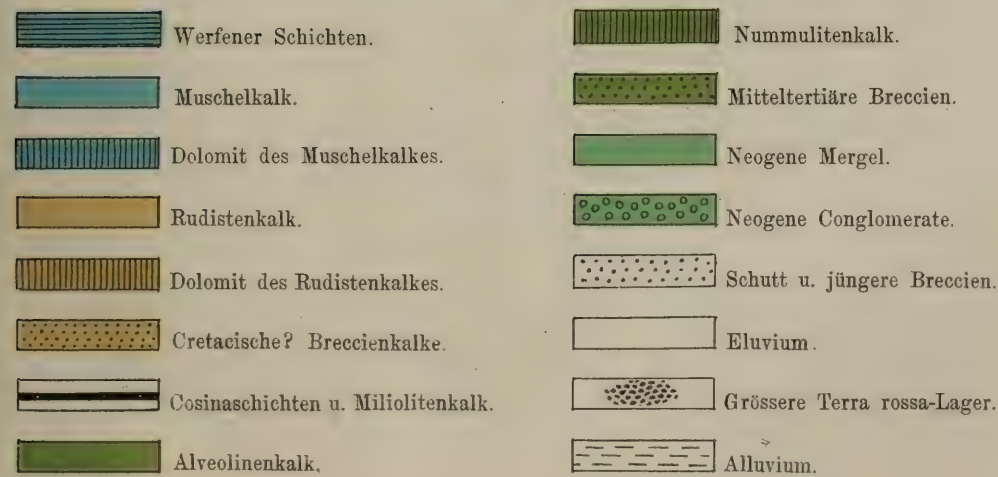 Werfener Schichten.
Muschelkalk.
Dolomit des Muschelkalkes.
Rudistenkalk.
Dolomit des Rudistenkalkes.
Cretacische? Breccienkalke.
Cosinaschichten u. Miliolitenkalk.
Alveolinenkalk.
Nummulitenkalk.
Mitteltertiäre Breccien.
Neogene Mergel.
Neogene Conglomerate.
Schutt u. jüngere Breccien.
Eluvium.
Grössere Terra rossa-Lager.
Alluvium.